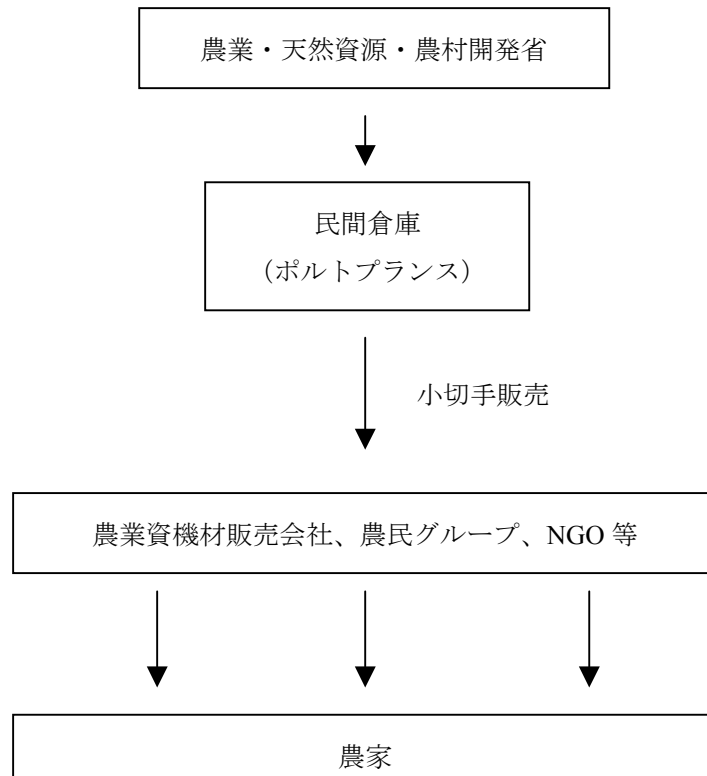 農業・天然資源・農村開発省
民間倉庫
（ポルトプランス）
小切手販売
農業資機材販売会社、農民グループ、NGO 等
農家